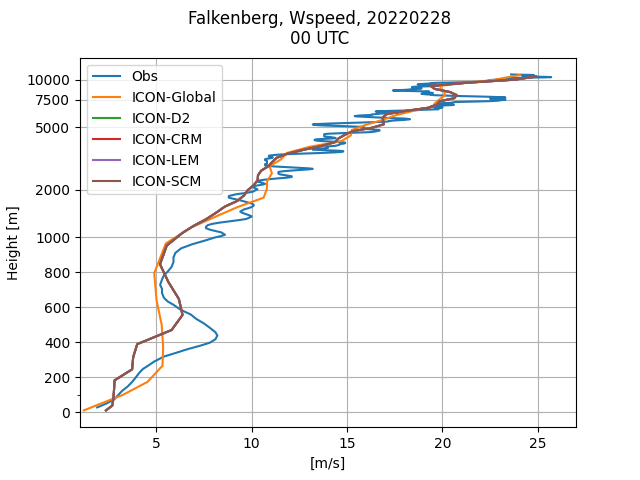 Falkenberg, Wspeed, 20220228
00 UTC
Obs
ICON-Global
ICON-D2
ICON-CRM
ICON-LEM
ICON-SCM
Height [m]
10000
7500
5000
2000
1000
800
600
400
200
0
5 10 15 20 25
[m/s]